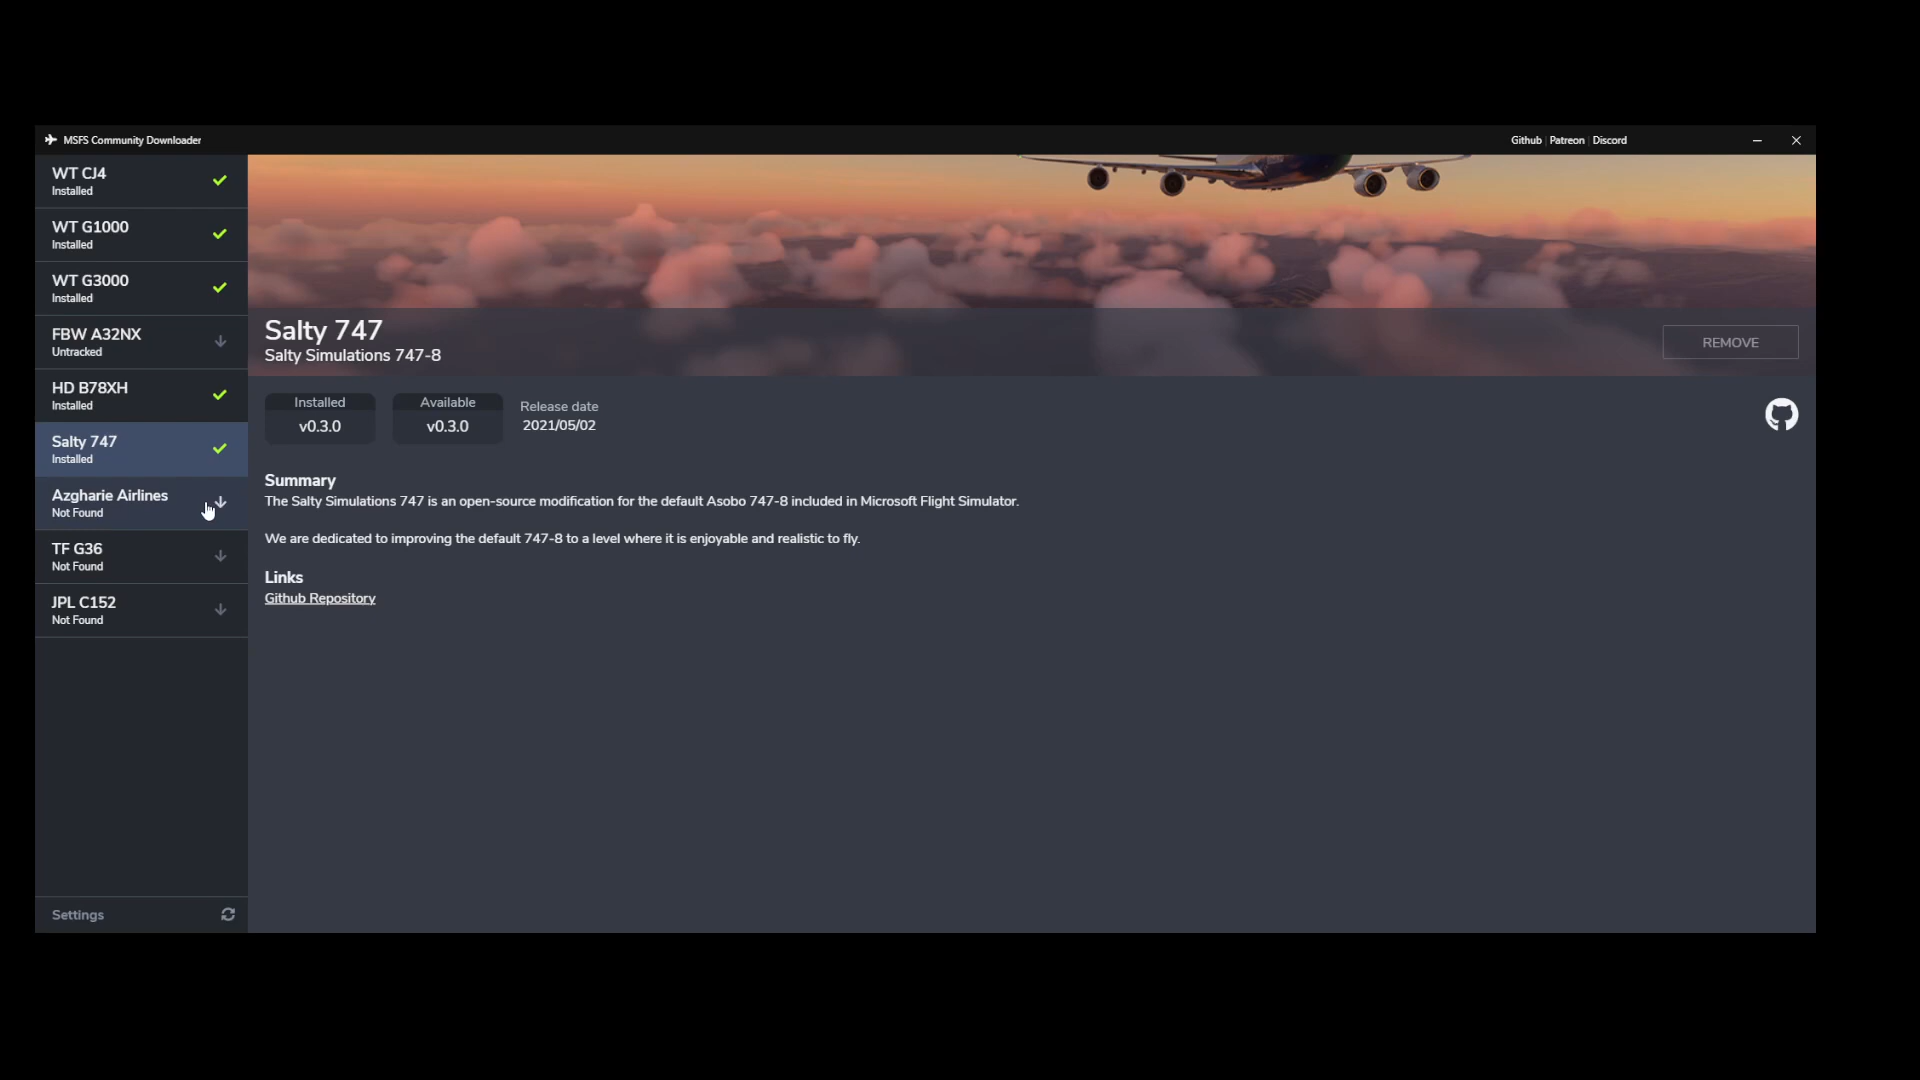 MSFS Community Downloader
Github | Patreon | Discord
WT CJ4
Installed
WT G1000
Installed
WT G3000
Installed
FBW A32NX
Untracked
HD B78XH
Installed
Salty 747
Installed
Azgharie Airlines
Not Found
TF G36
Not Found
JPL C152
Not Found
Settings
Salty 747
Salty Simulations 747-8
REMOVE
Installed
v0.3.0
Available
v0.3.0
Release date
2021/05/02
Summary
The Salty Simulations 747 is an open-source modification for the default Asobo 747-8 included in Microsoft Flight Simulator.
We are dedicated to improving the default 747-8 to a level where it is enjoyable and realistic to fly.
Links
Github Repository